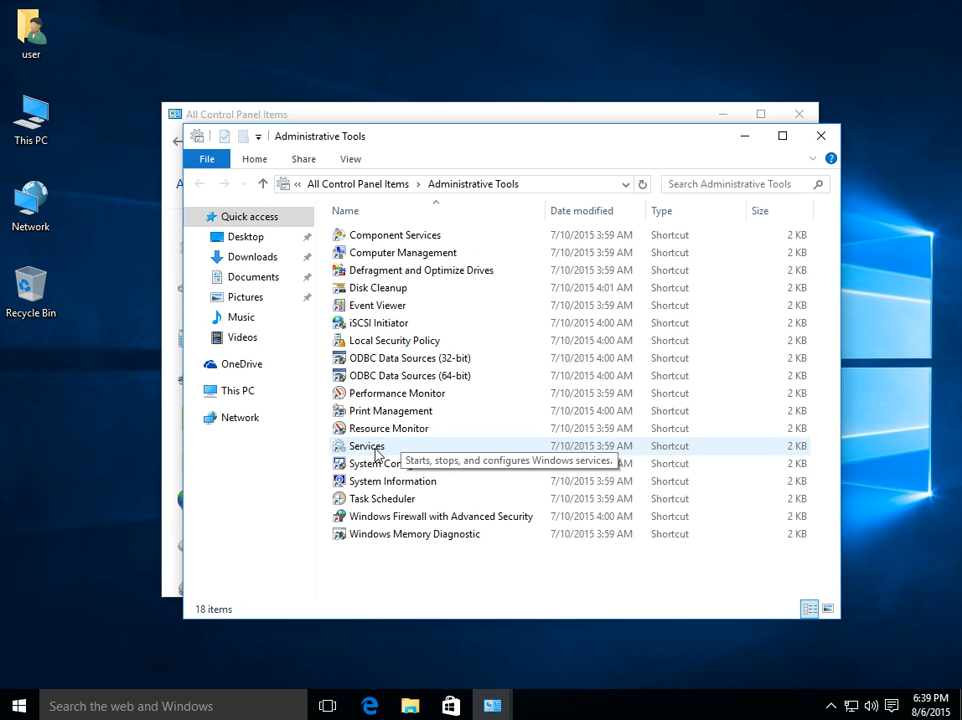 user
This PC
Network
Recycle Bin
All Control Panel Items
Administrative Tools
File Home Share View
« All Control Panel Items › Administrative Tools
Search Administrative Tools
Name Date modified Type Size
Quick access
Desktop
Downloads
Documents
Pictures
Music
Videos
OneDrive
This PC
Network
Component Services 7/10/2015 3:59 AM Shortcut 2 KB
Computer Management 7/10/2015 3:59 AM Shortcut 2 KB
Defragment and Optimize Drives 7/10/2015 3:59 AM Shortcut 2 KB
Disk Cleanup 7/10/2015 4:01 AM Shortcut 2 KB
Event Viewer 7/10/2015 3:59 AM Shortcut 2 KB
iSCSI Initiator 7/10/2015 4:00 AM Shortcut 2 KB
Local Security Policy 7/10/2015 4:00 AM Shortcut 2 KB
ODBC Data Sources (32-bit) 7/10/2015 4:00 AM Shortcut 2 KB
ODBC Data Sources (64-bit) 7/10/2015 4:00 AM Shortcut 2 KB
Performance Monitor 7/10/2015 3:59 AM Shortcut 2 KB
Print Management 7/10/2015 4:00 AM Shortcut 2 KB
Resource Monitor 7/10/2015 3:59 AM Shortcut 2 KB
Services 7/10/2015 3:59 AM Shortcut 2 KB
Starts, stops, and configures Windows services.
System Con 7/10/2015 3:59 AM Shortcut 2 KB
System Information 7/10/2015 3:59 AM Shortcut 2 KB
Task Scheduler 7/10/2015 3:59 AM Shortcut 2 KB
Windows Firewall with Advanced Security 7/10/2015 4:00 AM Shortcut 2 KB
Windows Memory Diagnostic 7/10/2015 3:59 AM Shortcut 2 KB
18 items
Search the web and Windows
6:39 PM
8/6/2015